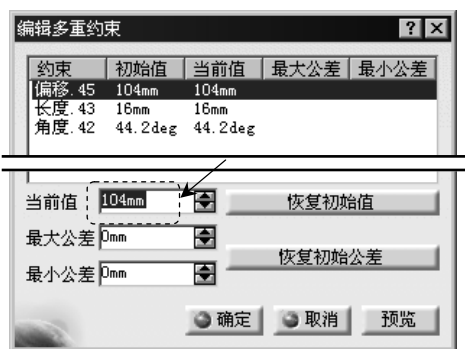 编辑多重约束
约束 初始值 当前值 最大公差 最小公差
偏移.45 104mm 104mm
长度.43 16mm 16mm
角度.42 44.2deg 44.2deg
当前值 104mm 恢复初始值
最大公差 0mm
恢复初始公差
最小公差 0mm
确定 取消 预览